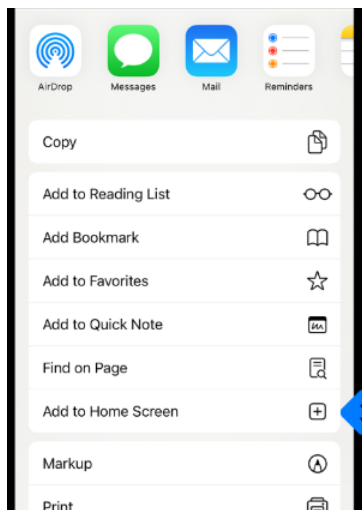 AirDrop
Messages
Mail
Reminders
Copy
Add to Reading List
Add Bookmark
Add to Favorites
Add to Quick Note
Find on Page
Add to Home Screen
Markup
Print